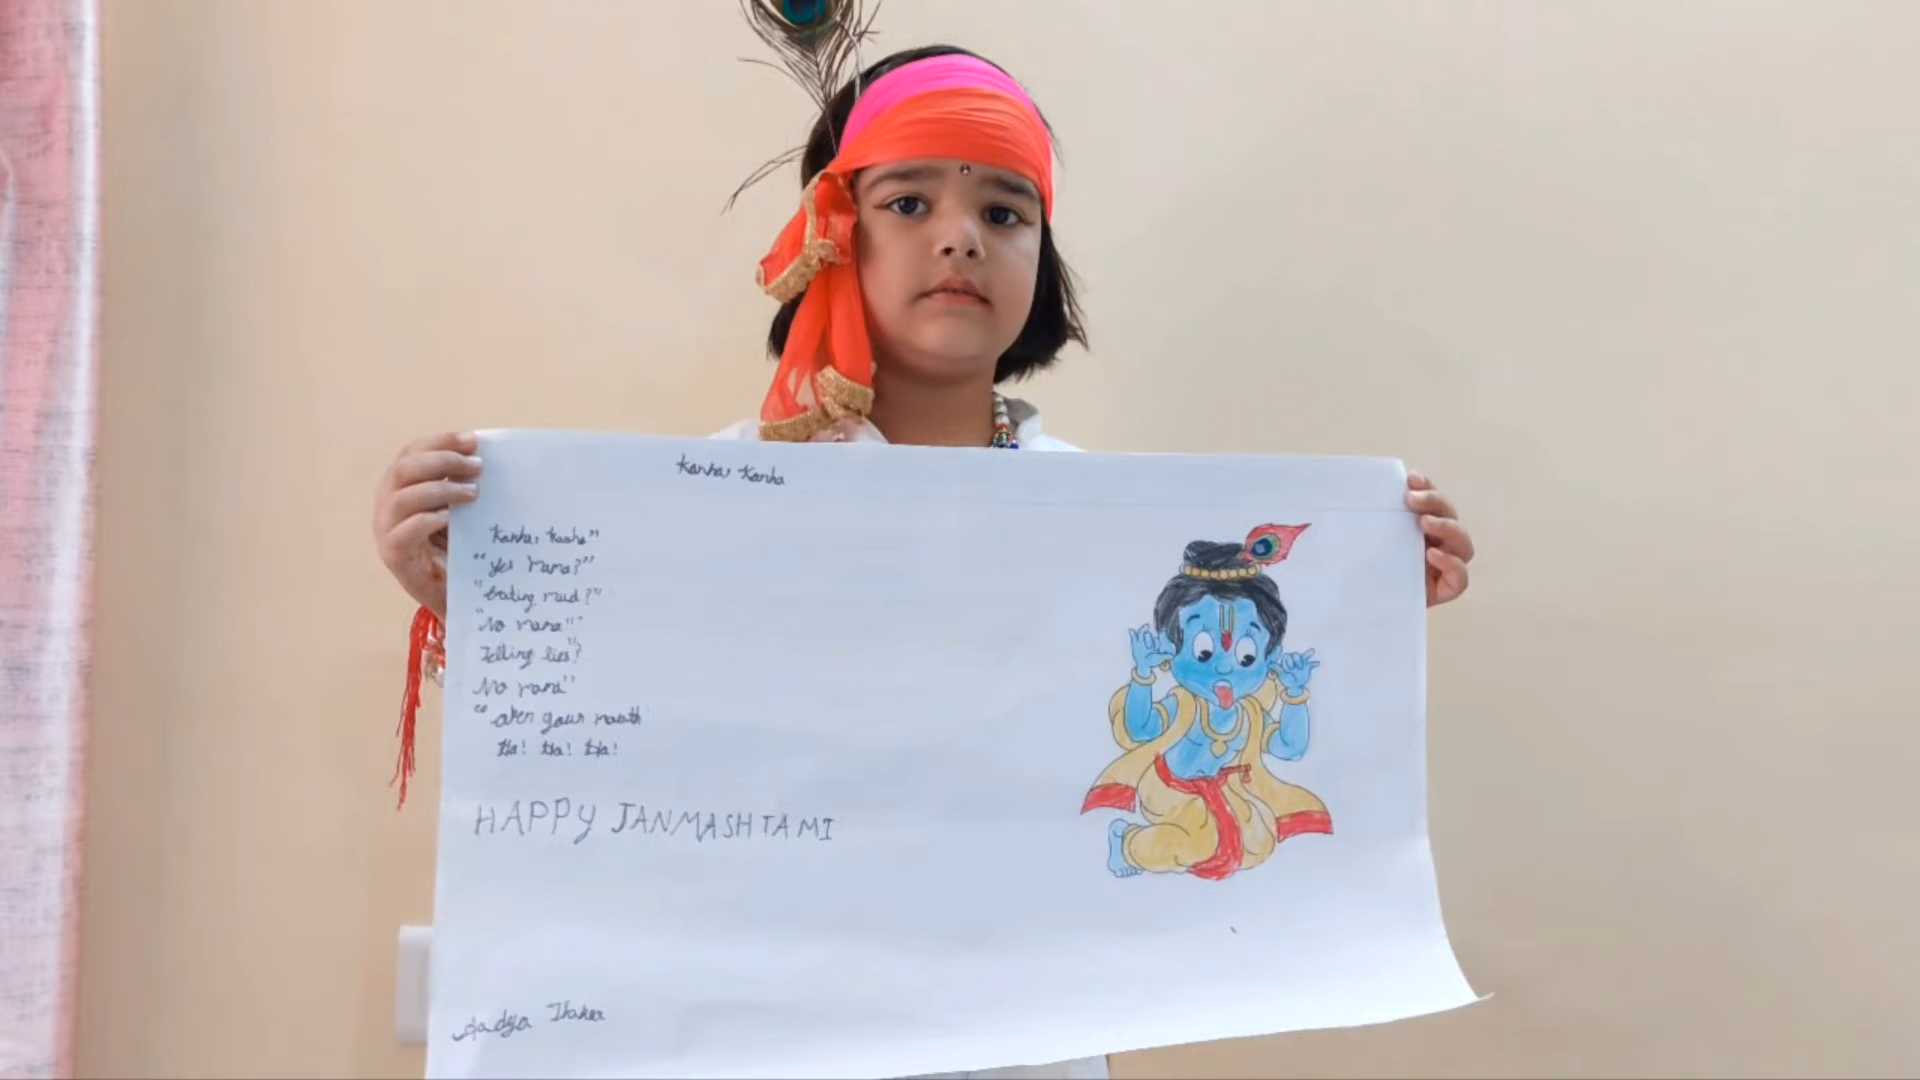 Kanha Kanha
Kanha, Kanha"
"Yes mama?"
"Eating mud?"
"No mama"
Telling lies"?
No mama"
"open your mouth
Ha! Ha! Ha!
HAPPY JANMASHTAMI
Aadya Thaker